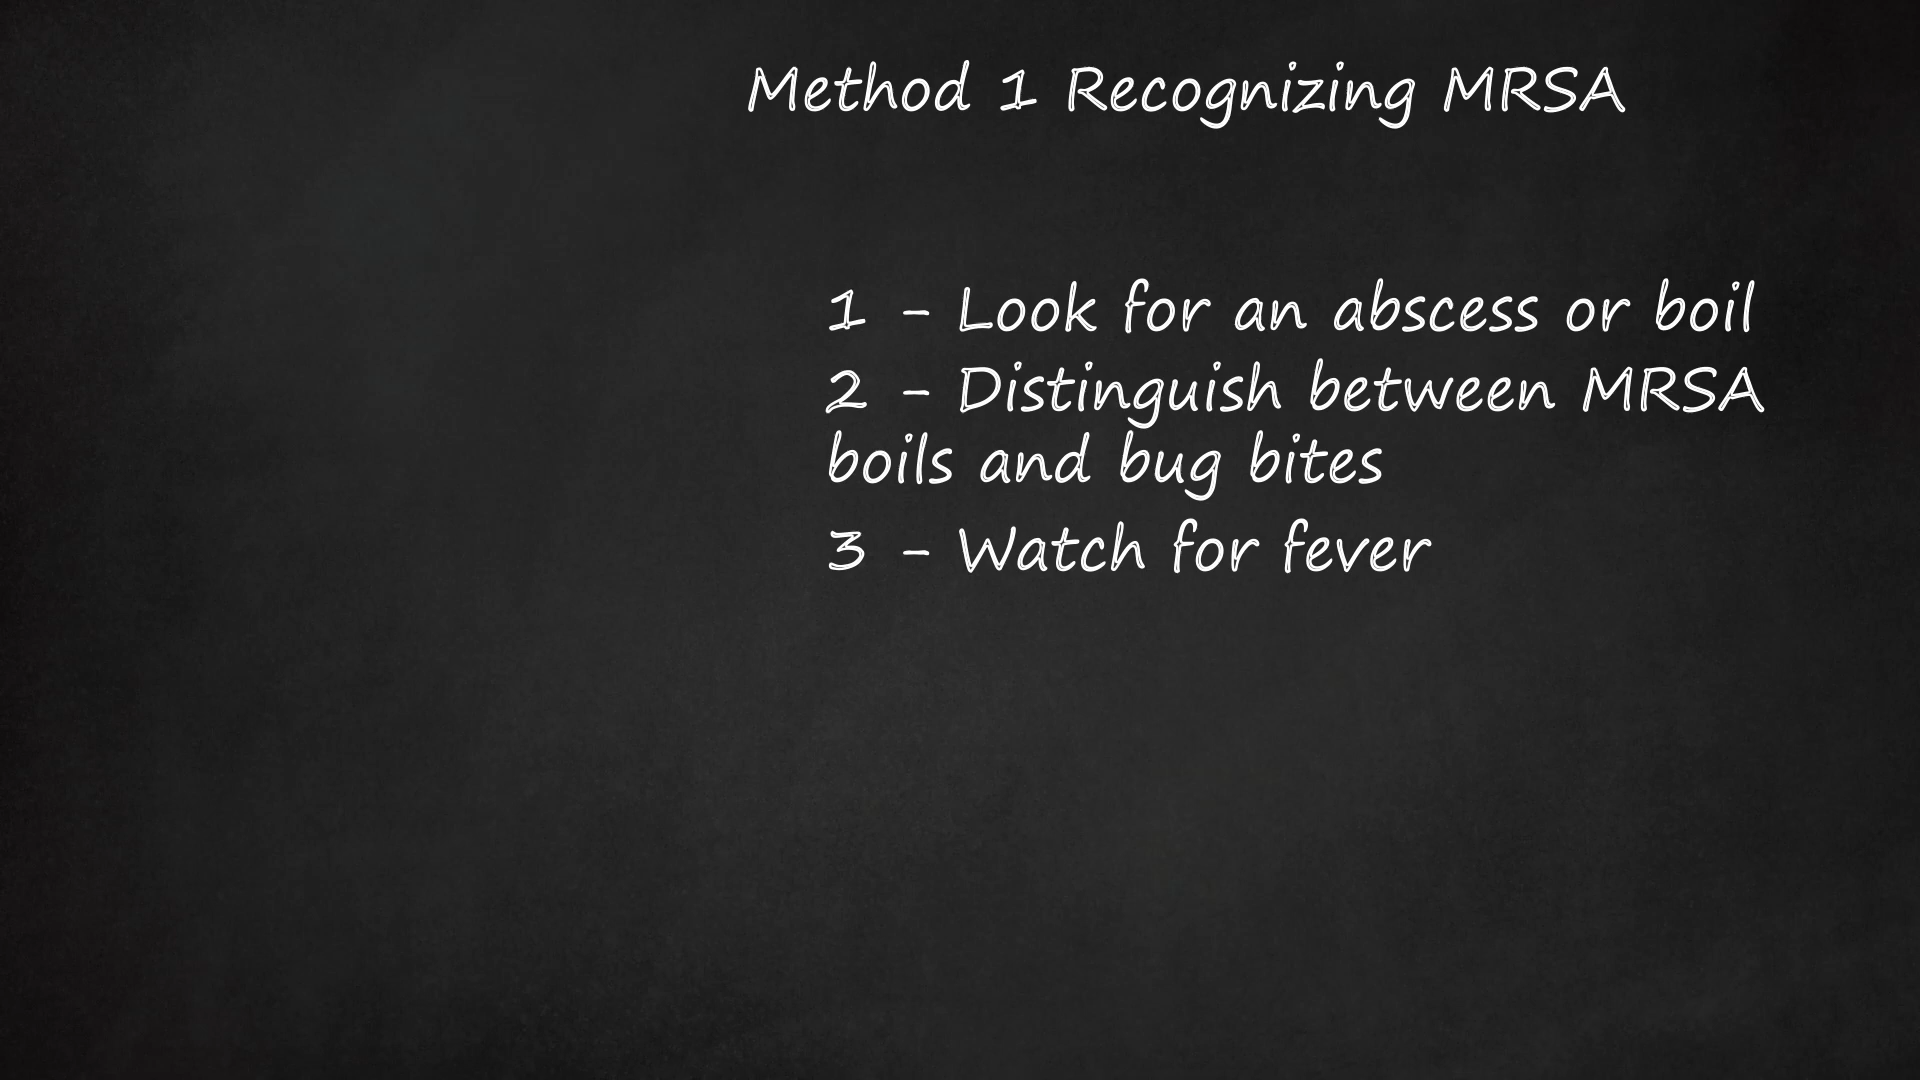 Method 1 Recognizing MRSA
1 - Look for an abscess or boil
2 - Distinguish between MRSA
boils and bug bites
3 - Watch for fever